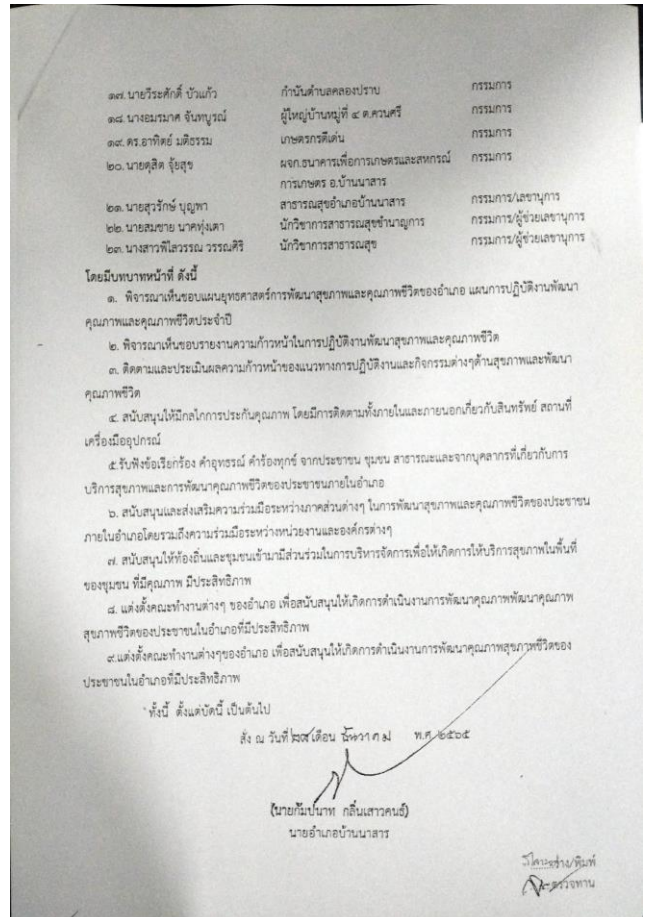 ๑๗. นายวีระศักดิ์ บัวแก้ว กำนันตำบลคลองปราบ กรรมการ
๑๘. นางอมรมาศ จันทบูรณ์ ผู้ใหญ่บ้านหมู่ที่ ๔ ต.ควนศรี กรรมการ
๑๙. ดร.อาทิตย์ มติธรรม เกษตรกรดีเด่น กรรมการ
๒๐. นายดุสิต จุ้ยสุข ผจก.ธนาคารเพื่อการเกษตรและสหกรณ์ กรรมการ
การเกษตร อ.บ้านนาสาร
๒๑. นายสุวรักษ์ บุญพา สาธารณสุขอำเภอบ้านนาสาร กรรมการ/เลขานุการ
๒๒. นายสมชาย นาคทุ่งเตา นักวิชาการสาธารณสุขชำนาญการ กรรมการ/ผู้ช่วยเลขานุการ
๒๓. นางสาวพิไลวรรณ วรรณศิริ นักวิชาการสาธารณสุข กรรมการ/ผู้ช่วยเลขานุการ
โดยมีบทบาทหน้าที่ ดังนี้
๑. พิจารณาเห็นชอบแผนยุทธศาสตร์การพัฒนาสุขภาพและคุณภาพชีวิตของอำเภอ แผนการปฏิบัติงานพัฒนา
คุณภาพและคุณภาพชีวิตประจำปี
๒. พิจารณาเห็นชอบรายงานความก้าวหน้าในการปฏิบัติงานพัฒนาสุขภาพและคุณภาพชีวิต
๓. ติดตามและประเมินผลความก้าวหน้าของแนวทางการปฏิบัติงานและกิจกรรมต่างๆด้านสุขภาพและพัฒนา
คุณภาพชีวิต
๔. สนับสนุนให้มีกลไกการประกันคุณภาพ โดยมีการติดตามทั้งภายในและภายนอกเกี่ยวกับสินทรัพย์ สถานที่
เครื่องมืออุปกรณ์
๕.รับฟังข้อเรียกร้อง คำอุทธรณ์ คำร้องทุกข์ จากประชาชน ชุมชน สาธารณะและจากบุคลากรที่เกี่ยวกับการ
บริการสุขภาพและการพัฒนาคุณภาพชีวิตของประชาชนภายในอำเภอ
๖. สนับสนุนและส่งเสริมความร่วมมือระหว่างภาคส่วนต่างๆ ในการพัฒนาสุขภาพและคุณภาพชีวิตของประชาชน
ภายในอำเภอโดยรวมถึงความร่วมมือระหว่างหน่วยงานและองค์กรต่างๆ
๗. สนับสนุนให้ท้องถิ่นและชุมชนเข้ามามีส่วนร่วมในการบริหารจัดการเพื่อให้เกิดการให้บริการสุขภาพในพื้นที่
ของชุมชน ที่มีคุณภาพ มีประสิทธิภาพ
๘. แต่งตั้งคณะทำงานต่างๆ ของอำเภอ เพื่อสนับสนุนให้เกิดการดำเนินงานการพัฒนาคุณภาพพัฒนาคุณภาพ
สุขภาพชีวิตของประชาชนในอำเภอที่มีประสิทธิภาพ
๙.แต่งตั้งคณะทำงานต่างๆของอำเภอ เพื่อสนับสนุนให้เกิดการดำเนินงานการพัฒนาคุณภาพสุขภาพชีวิตของ
ประชาชนในอำเภอที่มีประสิทธิภาพ
ทั้งนี้ ตั้งแต่บัดนี้ เป็นต้นไป
สั่ง ณ วันที่ เดือน ธันวาคม พ.ศ. ๒๕๖๕
(นายกัมปนาท กลิ่นเสาวคนธ์)
นายอำเภอบ้านนาสาร
ร่าง/พิมพ์
ตรวจทาน